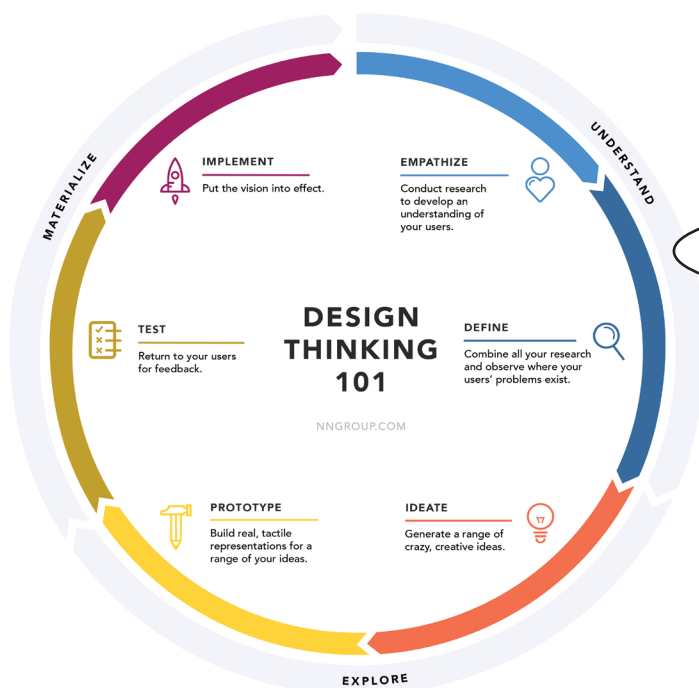 UNDERSTAND
EMPATHIZE
Conduct research
to develop an
understanding of
your users.
DEFINE
Combine all your research
and observe where your
users' problems exist.
EXPLORE
IDEATE
Generate a range of
crazy, creative ideas.
PROTOTYPE
Build real, tactile
representations for a
range of your ideas.
MATERIALIZE
TEST
Return to your users
for feedback.
IMPLEMENT
Put the vision into effect.
DESIGN
THINKING
101
NNGROUP.COM